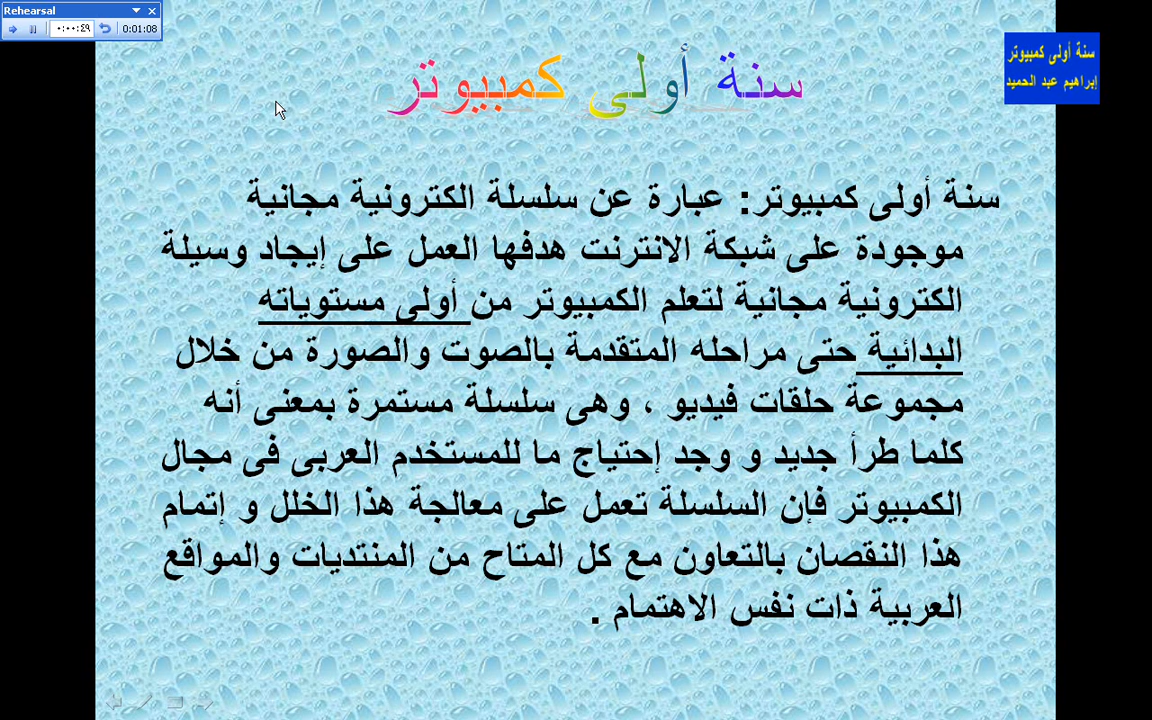 Rehearsal
٠:٠٠:٤٩ 0:01:08
سنة أولى كمبيوتر
إبراهيم عبد الحميد
سنة أولى كمبيوتر
سنة أولى كمبيوتر: عبارة عن سلسلة الكترونية مجانية
موجودة على شبكة الانترنت هدفها العمل على إيجاد وسيلة
الكترونية مجانية لتعلم الكمبيوتر من أولى مستوياته
البدائية حتى مراحله المتقدمة بالصوت والصورة من خلال
مجموعة حلقات فيديو ، وهى سلسلة مستمرة بمعنى أنه
كلما طرأ جديد و وجد إحتياج ما للمستخدم العربى فى مجال
الكمبيوتر فإن السلسلة تعمل على معالجة هذا الخلل و إتمام
هذا النقصان بالتعاون مع كل المتاح من المنتديات والمواقع
العربية ذات نفس الاهتمام .